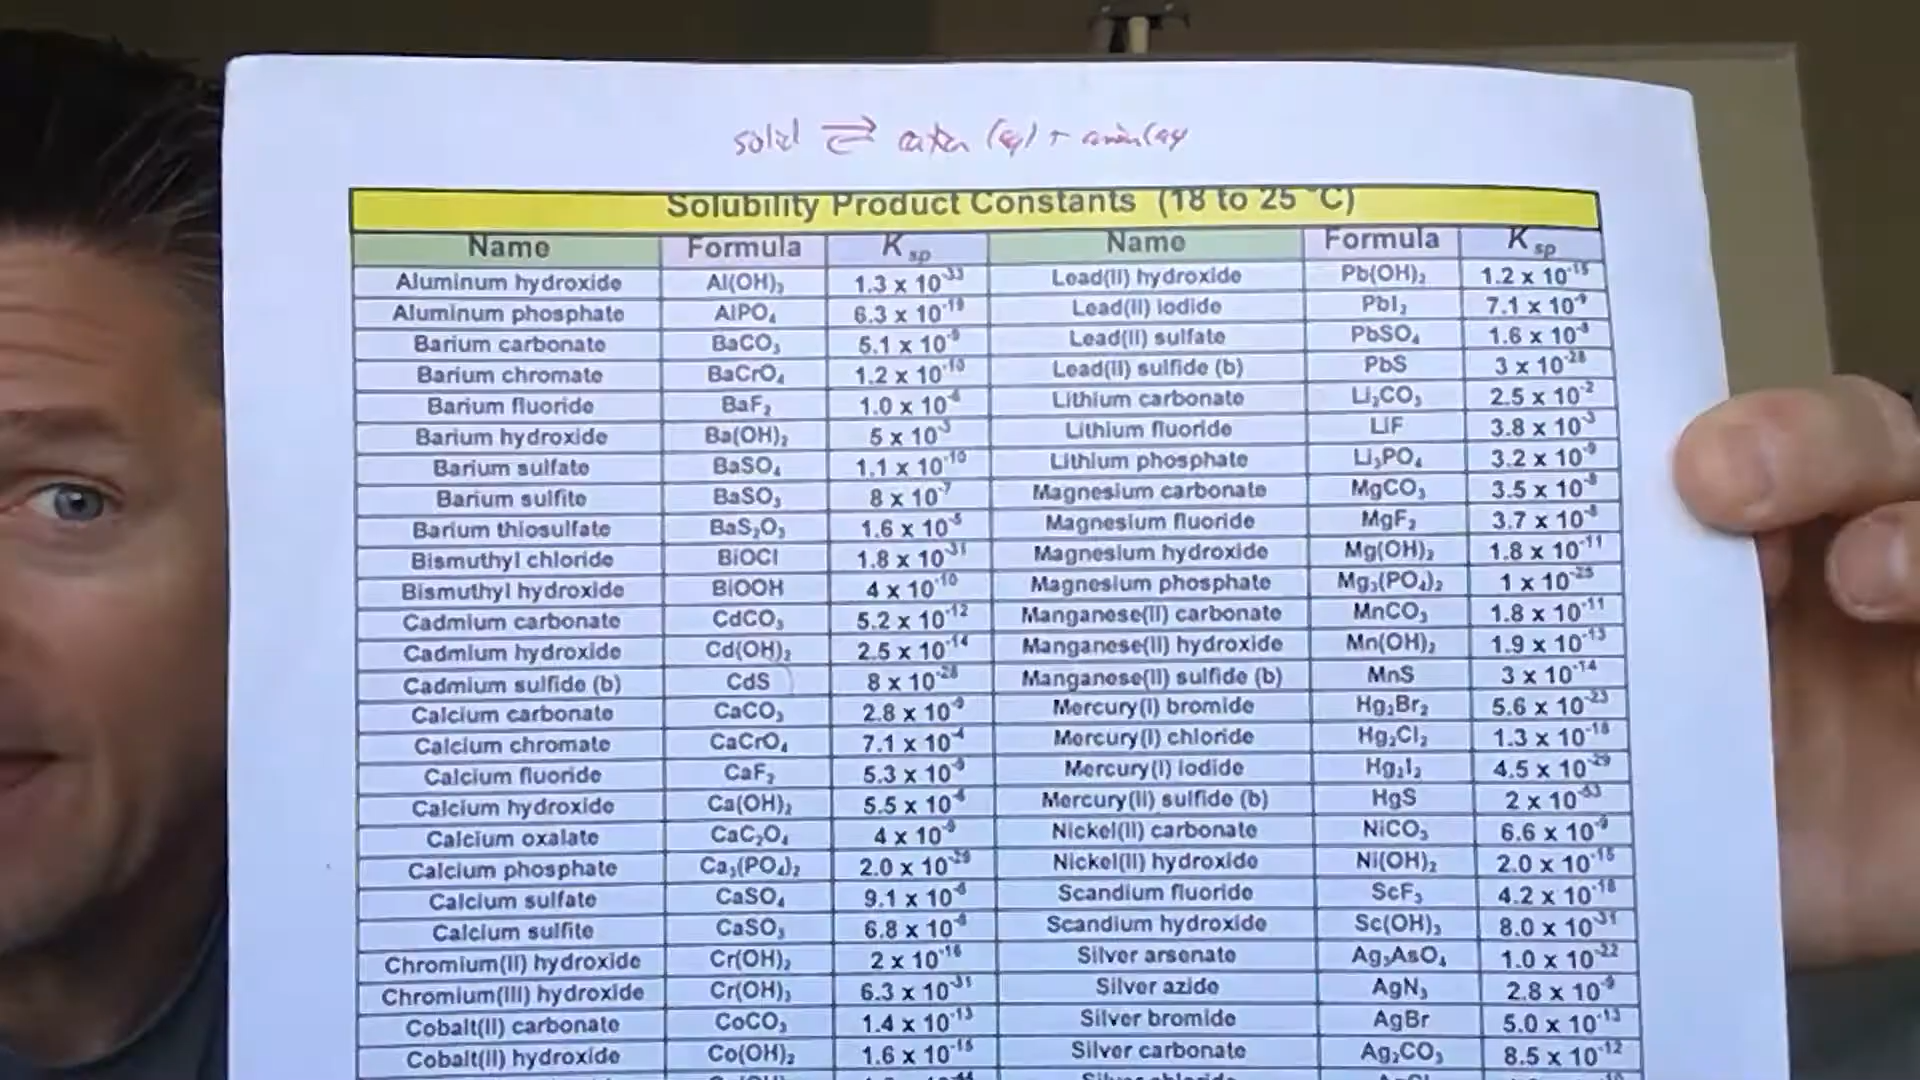 solid ⇌ cation (aq) + anion (aq
Solubility Product Constants (18 to 25 °C)
Name Formula Ksp Name Formula Ksp
Aluminum hydroxide Al(OH)₃ 1.3 x 10⁻³³ Lead(II) hydroxide Pb(OH)₂ 1.2 x 10⁻¹⁵
Aluminum phosphate AlPO₄ 6.3 x 10⁻¹⁹ Lead(II) iodide PbI₂ 7.1 x 10⁻⁹
Barium carbonate BaCO₃ 5.1 x 10⁻⁹ Lead(II) sulfate PbSO₄ 1.6 x 10⁻⁸
Barium chromate BaCrO₄ 1.2 x 10⁻¹⁰ Lead(II) sulfide (b) PbS 3 x 10⁻²⁸
Barium fluoride BaF₂ 1.0 x 10⁻⁶ Lithium carbonate Li₂CO₃ 2.5 x 10⁻²
Barium hydroxide Ba(OH)₂ 5 x 10⁻³ Lithium fluoride LiF 3.8 x 10⁻³
Barium sulfate BaSO₄ 1.1 x 10⁻¹⁰ Lithium phosphate Li₃PO₄ 3.2 x 10⁻⁹
Barium sulfite BaSO₃ 8 x 10⁻⁷ Magnesium carbonate MgCO₃ 3.5 x 10⁻⁸
Barium thiosulfate BaS₂O₃ 1.6 x 10⁻⁵ Magnesium fluoride MgF₂ 3.7 x 10⁻⁸
Bismuthyl chloride BiOCl 1.8 x 10⁻³¹ Magnesium hydroxide Mg(OH)₂ 1.8 x 10⁻¹¹
Bismuthyl hydroxide BiOOH 4 x 10⁻¹⁰ Magnesium phosphate Mg₃(PO₄)₂ 1 x 10⁻²⁵
Cadmium carbonate CdCO₃ 5.2 x 10⁻¹² Manganese(II) carbonate MnCO₃ 1.8 x 10⁻¹¹
Cadmium hydroxide Cd(OH)₂ 2.5 x 10⁻¹⁴ Manganese(II) hydroxide Mn(OH)₂ 1.9 x 10⁻¹³
Cadmium sulfide (b) CdS 8 x 10⁻²⁸ Manganese(II) sulfide (b) MnS 3 x 10⁻¹⁴
Calcium carbonate CaCO₃ 2.8 x 10⁻⁹ Mercury(I) bromide Hg₂Br₂ 5.6 x 10⁻²³
Calcium chromate CaCrO₄ 7.1 x 10⁻⁴ Mercury(I) chloride Hg₂Cl₂ 1.3 x 10⁻¹⁸
Calcium fluoride CaF₂ 5.3 x 10⁻⁹ Mercury(I) iodide Hg₂I₂ 4.5 x 10⁻²⁹
Calcium hydroxide Ca(OH)₂ 5.5 x 10⁻⁶ Mercury(II) sulfide (b) HgS 2 x 10⁻⁵³
Calcium oxalate CaC₂O₄ 4 x 10⁻⁹ Nickel(II) carbonate NiCO₃ 6.6 x 10⁻⁹
Calcium phosphate Ca₃(PO₄)₂ 2.0 x 10⁻²⁹ Nickel(II) hydroxide Ni(OH)₂ 2.0 x 10⁻¹⁵
Calcium sulfate CaSO₄ 9.1 x 10⁻⁶ Scandium fluoride ScF₃ 4.2 x 10⁻¹⁸
Calcium sulfite CaSO₃ 6.8 x 10⁻⁸ Scandium hydroxide Sc(OH)₃ 8.0 x 10⁻³¹
Chromium(II) hydroxide Cr(OH)₂ 2 x 10⁻¹⁶ Silver arsenate Ag₃AsO₄ 1.0 x 10⁻²²
Chromium(III) hydroxide Cr(OH)₃ 6.3 x 10⁻³¹ Silver azide AgN₃ 2.8 x 10⁻⁹
Cobalt(II) carbonate CoCO₃ 1.4 x 10⁻¹³ Silver bromide AgBr 5.0 x 10⁻¹³
Cobalt(II) hydroxide Co(OH)₂ 1.6 x 10⁻¹⁵ Silver carbonate Ag₂CO₃ 8.5 x 10⁻¹²